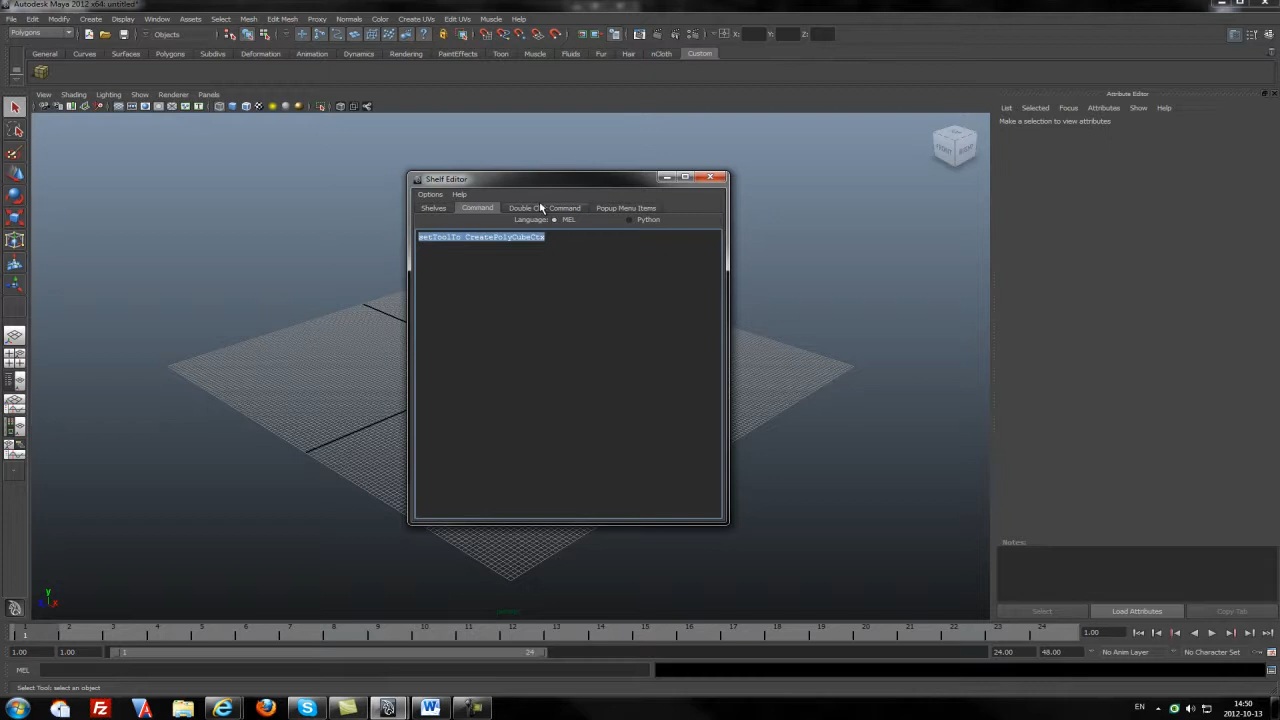 Autodesk Maya 2012 x64: untitled*
File Edit Modify Create Display Window Assets Select Mesh Edit Mesh Proxy Normals Color Create UVs Edit UVs Muscle Help
Polygons Objects X: Y: Z:
General Curves Surfaces Polygons Subdivs Deformation Animation Dynamics Rendering PaintEffects Toon Muscle Fluids Fur Hair nCloth Custom
View Shading Lighting Show Renderer Panels
Attribute Editor
List Selected Focus Attributes Show Help
Make a selection to view attributes
FRONT RIGHT
Shelf Editor
Options Help
Shelves Command Double Command Popup Menu Items
Language: MEL Python
setToolTo CreatePolyCubeCtx
Notes:
Select Load Attributes Copy Tab
y
x
persp
1 2 3 4 5 6 7 8 9 10 11 12 13 14 15 16 17 18 19 20 21 22 23 24
1 1.00
1.00 1.00 1 24 24.00 48.00 No Anim Layer No Character Set
MEL
Select Tool: select an object
EN 14:50
2012-10-13